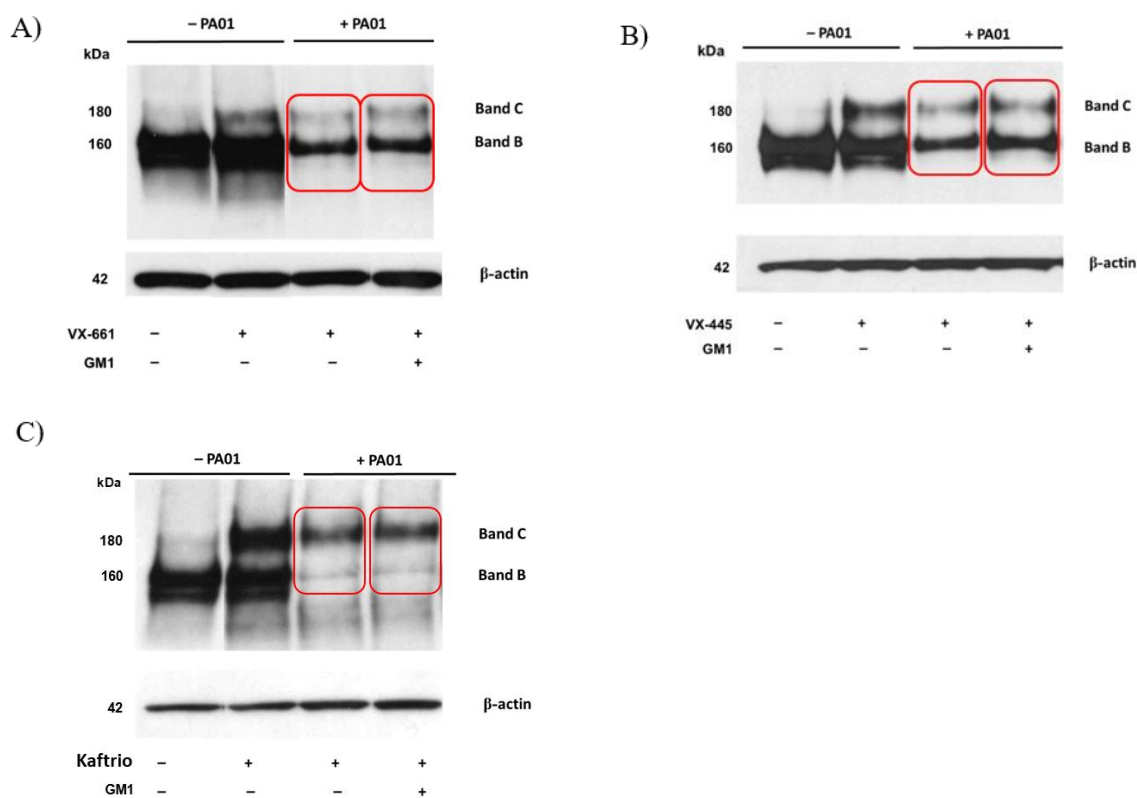 A)
– PA01 + PA01
kDa
180 Band C
160 Band B
42 β-actin
VX-661 – + + +
GM1 – – – +
B)
– PA01 + PA01
kDa
180 Band C
160 Band B
42 β-actin
VX-445 – + + +
GM1 – – – +
C)
– PA01 + PA01
kDa
180 Band C
160 Band B
42 β-actin
Kaftrio – + + +
GM1 – – – +